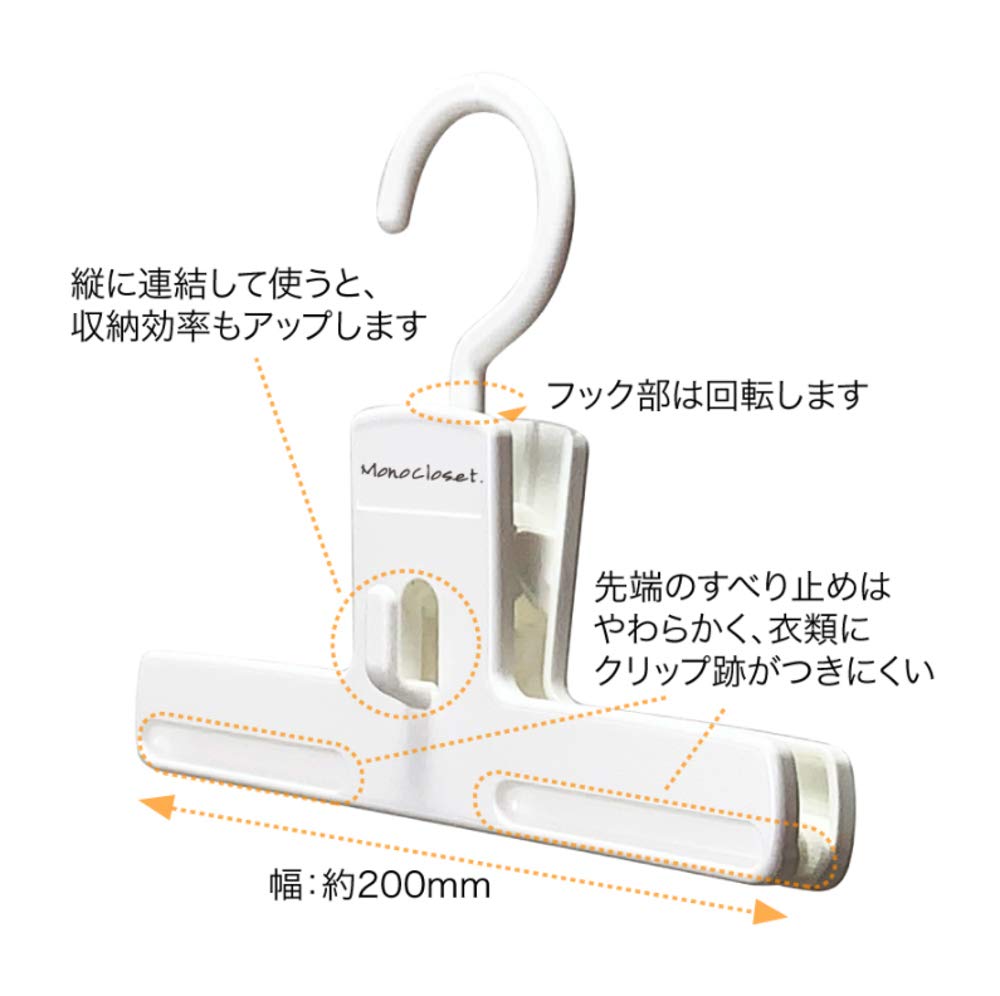 縦に連結して使うと、
収納効率もアップします
フック部は回転します
Monocloset.
先端のすべり止めは
やわらかく、衣類に
クリップ跡がつきにくい
幅：約200mm